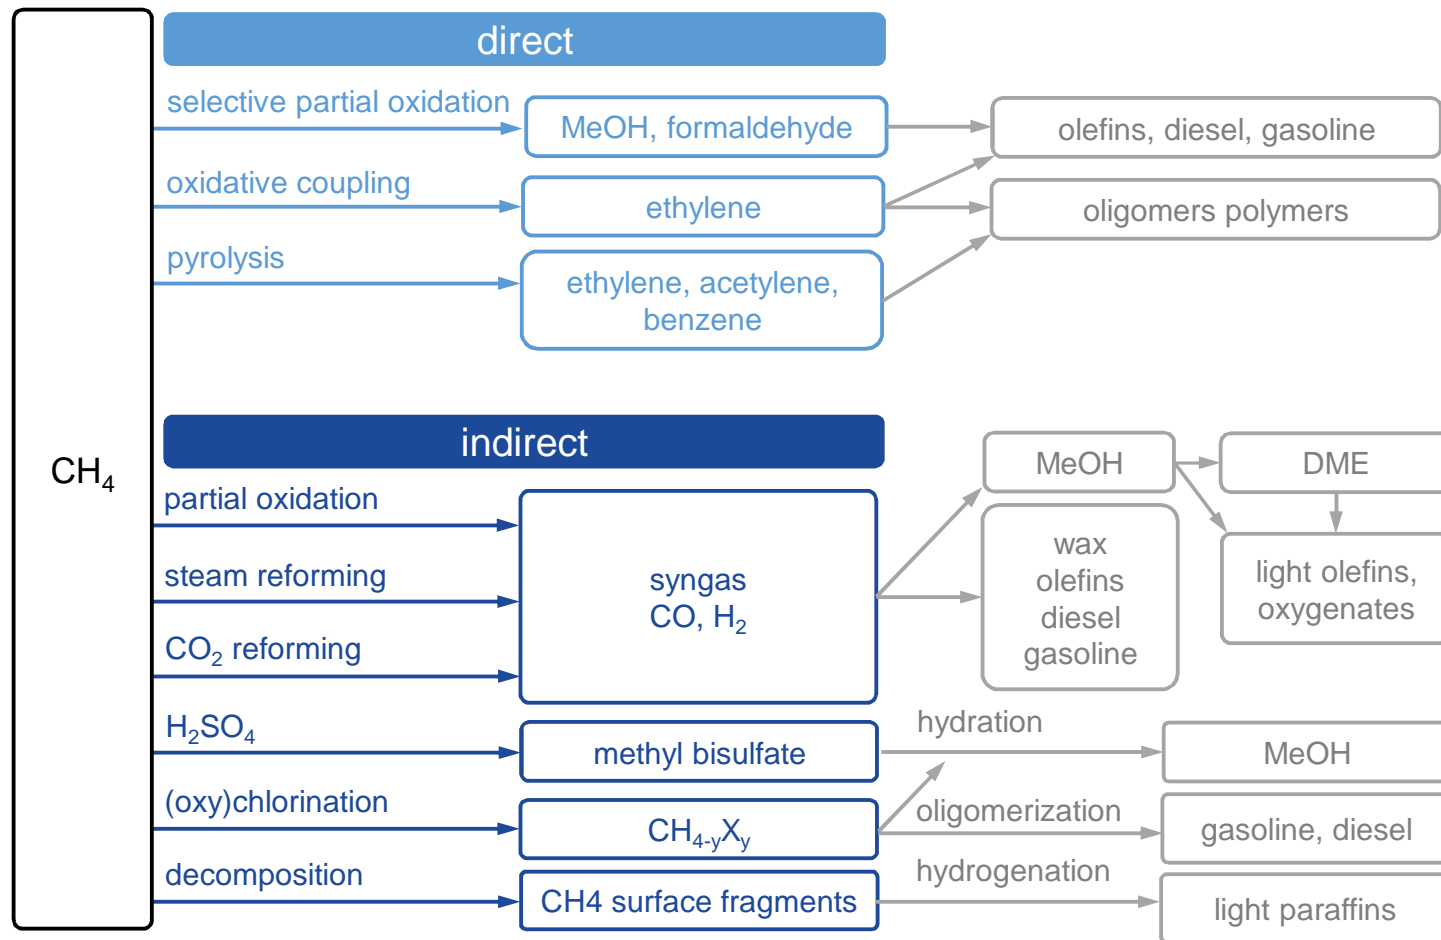 direct
selective partial oxidation
MeOH, formaldehyde
olefins, diesel, gasoline
oxidative coupling
ethylene
oligomers polymers
pyrolysis
ethylene, acetylene,
benzene
CH₄
indirect
partial oxidation
steam reforming
CO₂ reforming
syngas
CO, H₂
MeOH
DME
wax
olefins
diesel
gasoline
light olefins,
oxygenates
H₂SO₄
methyl bisulfate
hydration
MeOH
(oxy)chlorination
CH₄₋yXy
oligomerization
gasoline, diesel
decomposition
CH4 surface fragments
hydrogenation
light paraffins